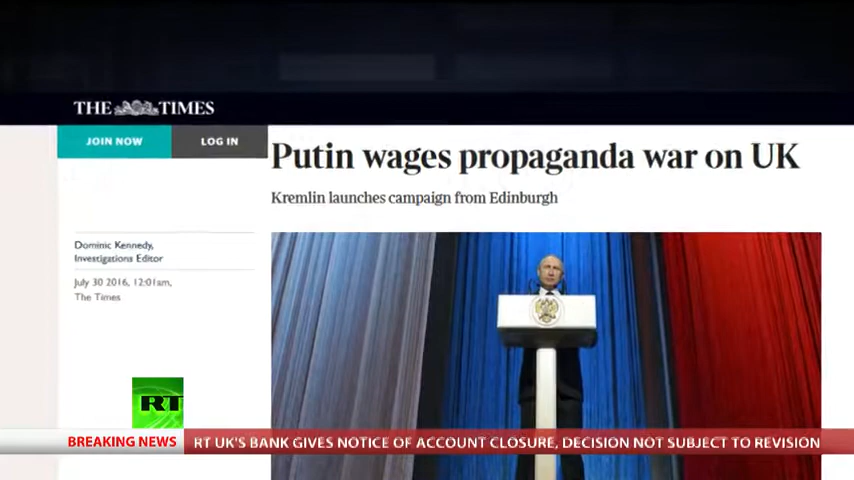 THE TIMES
JOIN NOW
LOG IN
Putin wages propaganda war on UK
Kremlin launches campaign from Edinburgh
Dominic Kennedy,
Investigations Editor
July 30 2016, 12:01am,
The Times
RT
BREAKING NEWS
RT UK'S BANK GIVES NOTICE OF ACCOUNT CLOSURE, DECISION NOT SUBJECT TO REVISION